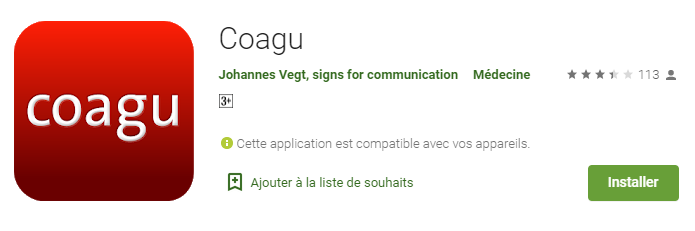 coagu
Coagu
Johannes Vegt, signs for communication Médecine 113
3+
Cette application est compatible avec vos appareils.
Ajouter à la liste de souhaits Installer